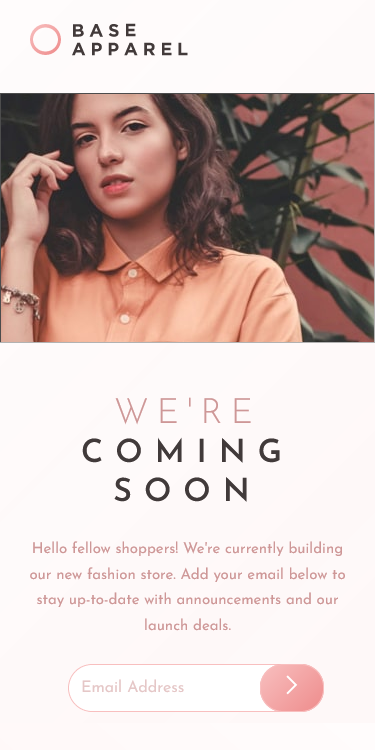 BASE
APPAREL
WE'RE
COMING
SOON
Hello fellow shoppers! We're currently building
our new fashion store. Add your email below to
stay up-to-date with announcements and our
launch deals.
Email Address